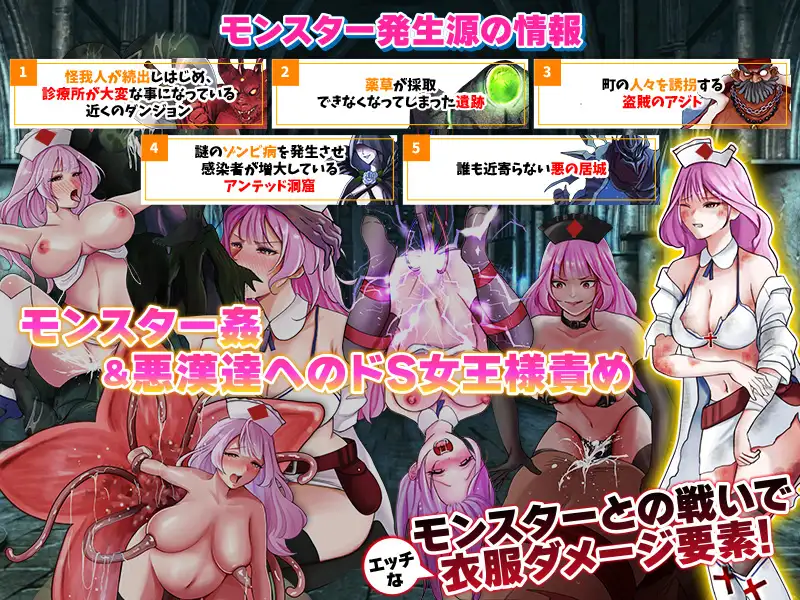 モンスター発生源の情報
1
怪我人が続出しはじめ、
診療所が大変な事になっている
近くのダンジョン
2
薬草が採取
できなくなってしまった遺跡
3
町の人々を誘拐する
盗賊のアジト
4
謎のゾンビ病を発生させ
感染者が増大している
アンテッド洞窟
5
誰も近寄らない悪の居城
モンスター姦
&悪漢達へのドS女王様責め
モンスターとの戦いで
エッチな
衣服ダメージ要素!